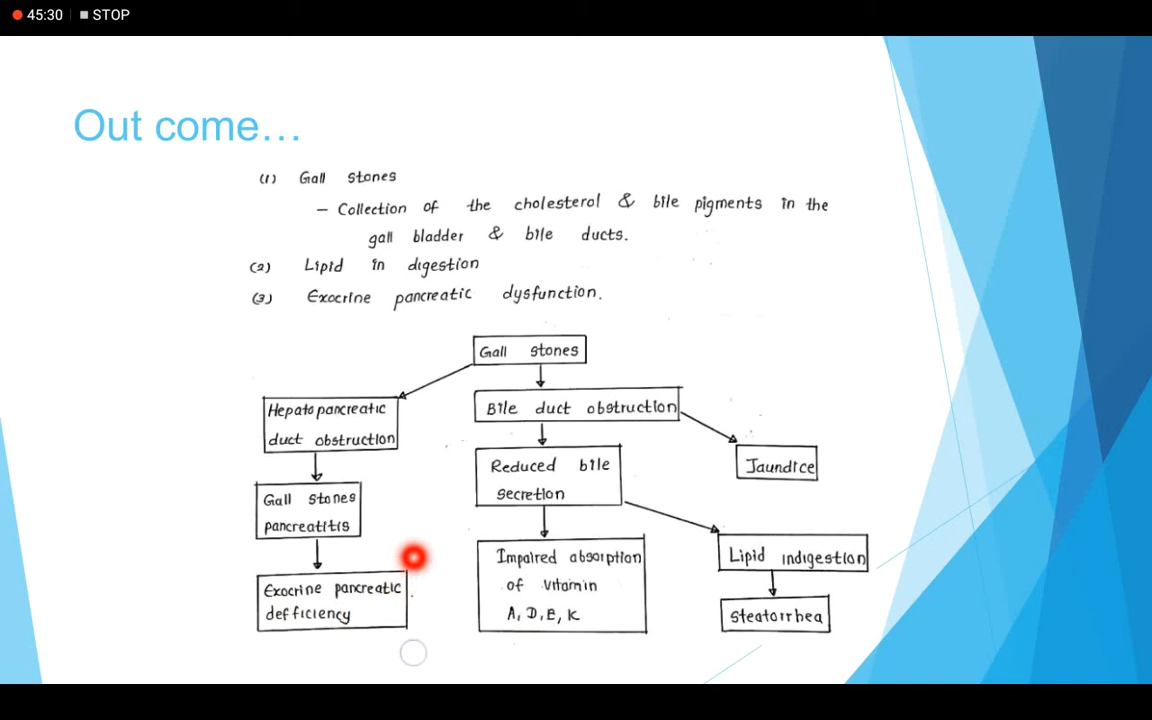 45:30 STOP
Out come…
(1) Gall stones
– Collection of the cholesterol & bile pigments in the
gall bladder & bile ducts.
(2) Lipid in digestion
(3) Exocrine pancreatic dysfunction.
Gall stones
Hepato pancreatic
duct obstruction
Bile duct obstruction
Jaundice
Reduced bile
secretion
Gall stones
pancreatitis
Impaired absorption
of vitamin
A, D, E, K
Lipid indigestion
Exocrine pancreatic
defficiency
Steatorrhea